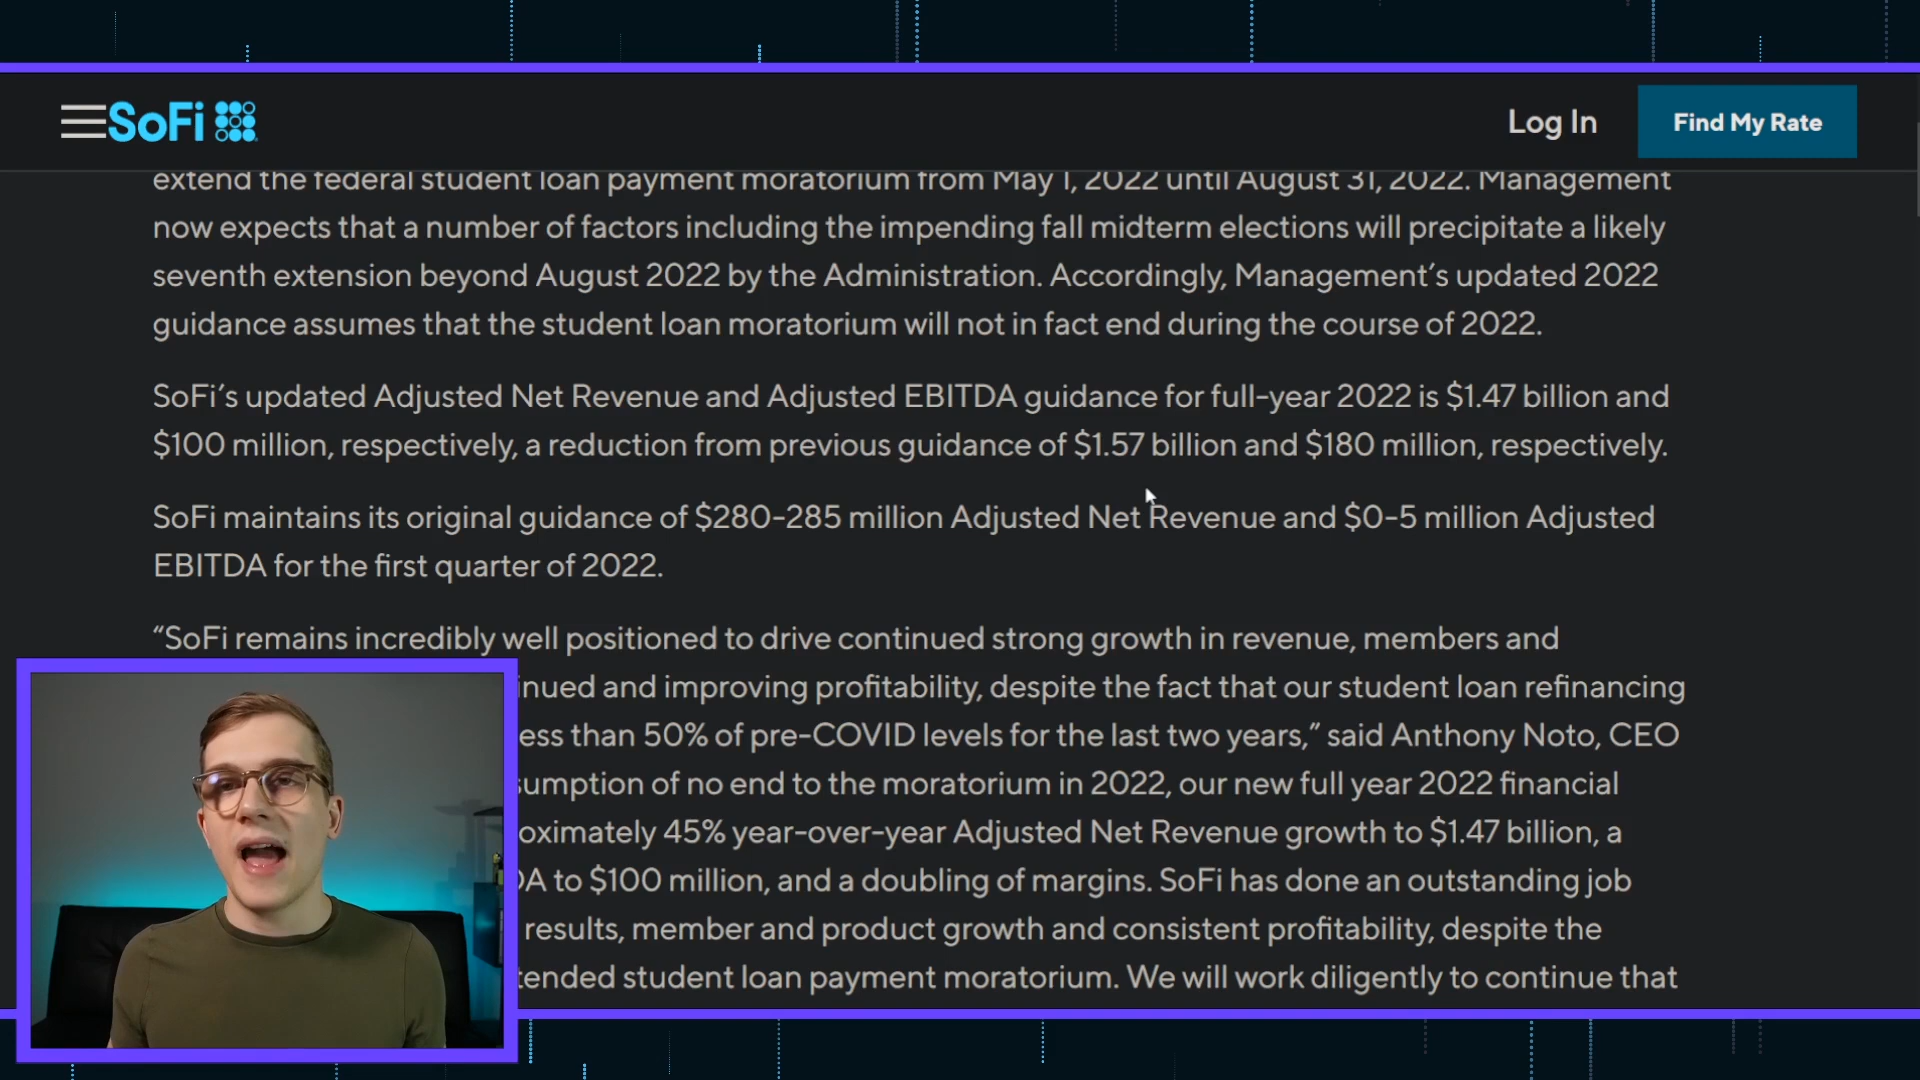 SoFi
Log In
Find My Rate
extend the federal student loan payment moratorium from May 1, 2022 until August 31, 2022. Management
now expects that a number of factors including the impending fall midterm elections will precipitate a likely
seventh extension beyond August 2022 by the Administration. Accordingly, Management’s updated 2022
guidance assumes that the student loan moratorium will not in fact end during the course of 2022.
SoFi’s updated Adjusted Net Revenue and Adjusted EBITDA guidance for full-year 2022 is $1.47 billion and
$100 million, respectively, a reduction from previous guidance of $1.57 billion and $180 million, respectively.
SoFi maintains its original guidance of $280-285 million Adjusted Net Revenue and $0-5 million Adjusted
EBITDA for the first quarter of 2022.
“SoFi remains incredibly well positioned to drive continued strong growth in revenue, members and
inued and improving profitability, despite the fact that our student loan refinancing
ess than 50% of pre-COVID levels for the last two years,” said Anthony Noto, CEO
sumption of no end to the moratorium in 2022, our new full year 2022 financial
oximately 45% year-over-year Adjusted Net Revenue growth to $1.47 billion, a
DA to $100 million, and a doubling of margins. SoFi has done an outstanding job
results, member and product growth and consistent profitability, despite the
tended student loan payment moratorium. We will work diligently to continue that